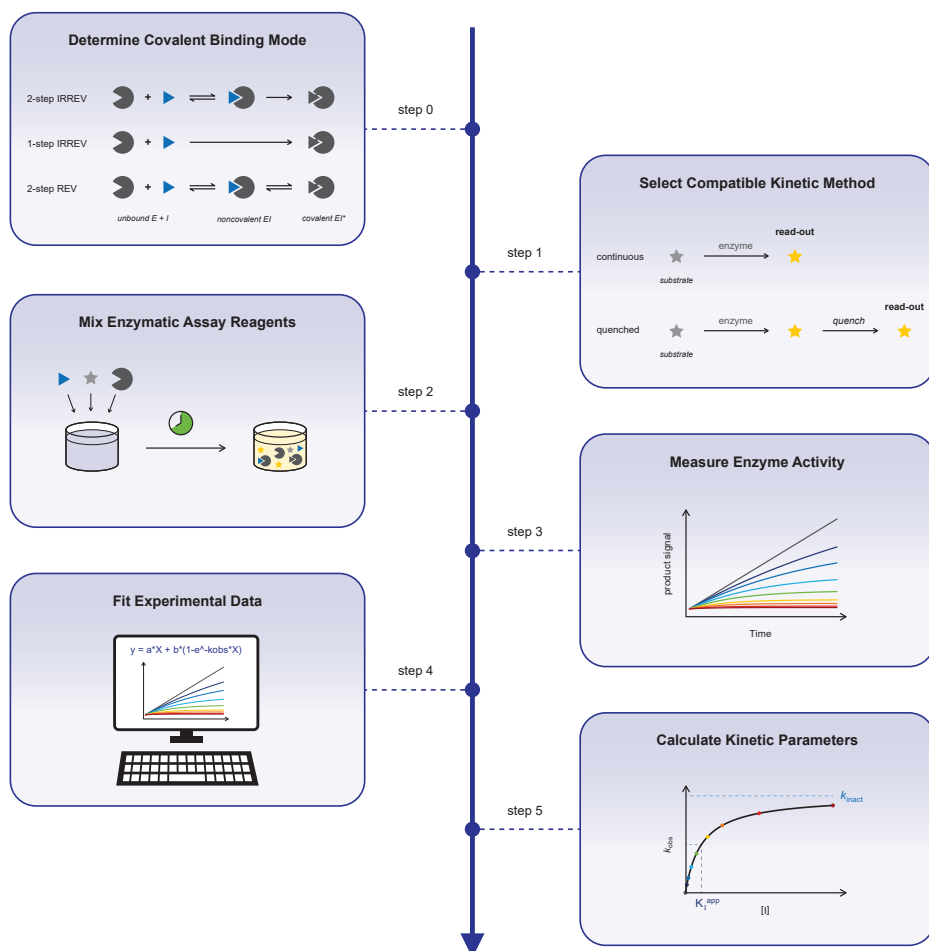 Determine Covalent Binding Mode
2-step IRREV
+
1-step IRREV
+
2-step REV
+
unbound E + I
noncovalent EI
covalent EI*
step 0
Select Compatible Kinetic Method
read-out
continuous
enzyme
substrate
read-out
quenched
enzyme
quench
substrate
step 1
Mix Enzymatic Assay Reagents
step 2
Measure Enzyme Activity
product signal
Time
step 3
Fit Experimental Data
y = a*X + b*(1-e^-kobs*X)
step 4
Calculate Kinetic Parameters
kinact
kobs
KIapp
[I]
step 5